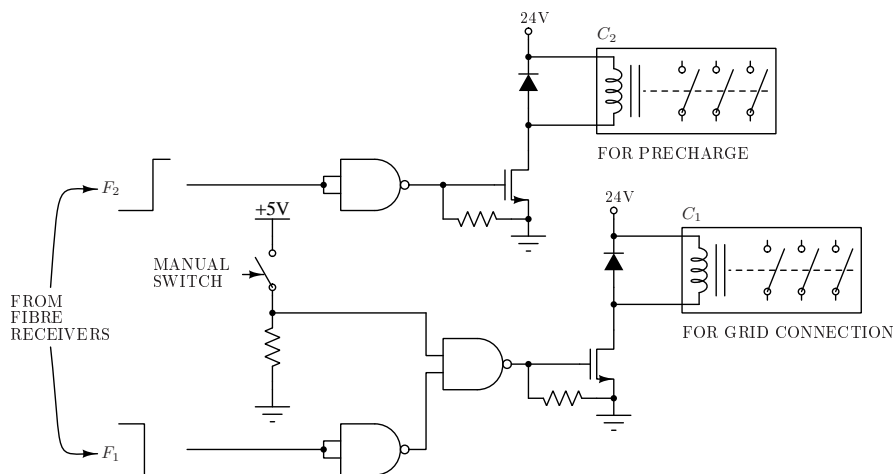 24V
C₂
FOR PRECHARGE
F₂
+5V
24V
C₁
MANUAL
SWITCH
FROM
FIBRE
RECEIVERS
FOR GRID CONNECTION
F₁